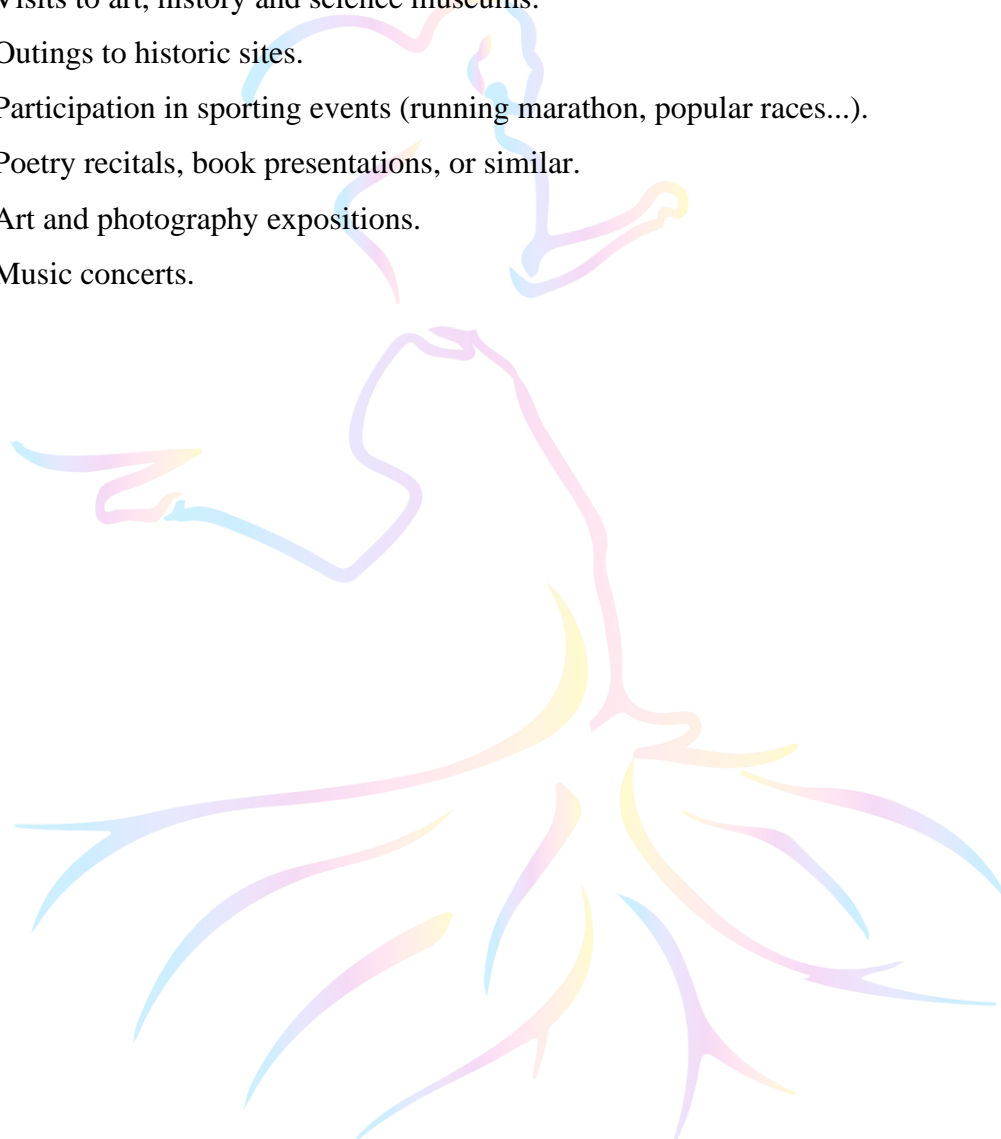 Visits to art, history and science museums.
Outings to historic sites.
Participation in sporting events (running marathon, popular races...).
Poetry recitals, book presentations, or similar.
Art and photography expositions.
Music concerts.